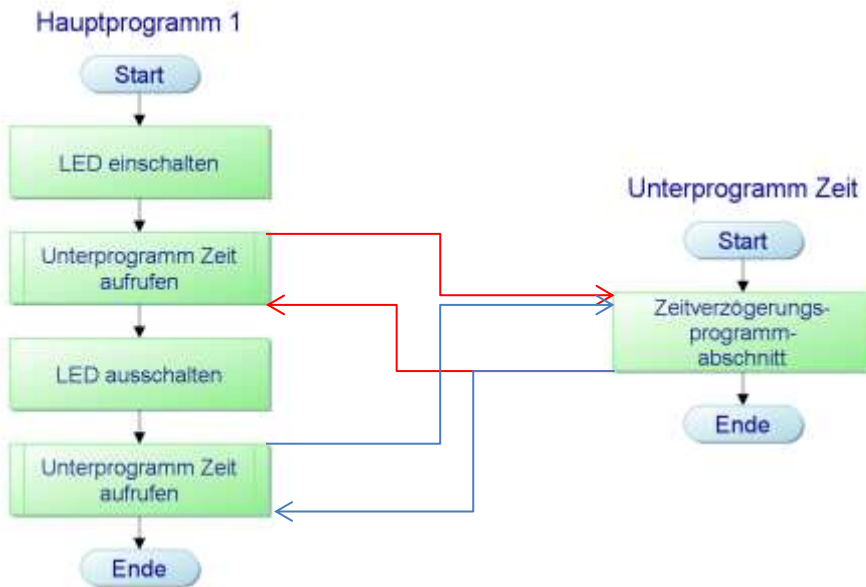 Hauptprogramm 1
Start
LED einschalten
Unterprogramm Zeit
aufrufen
LED ausschalten
Unterprogramm Zeit
aufrufen
Ende
Unterprogramm Zeit
Start
Zeitverzögerungs-
programm-
abschnitt
Ende